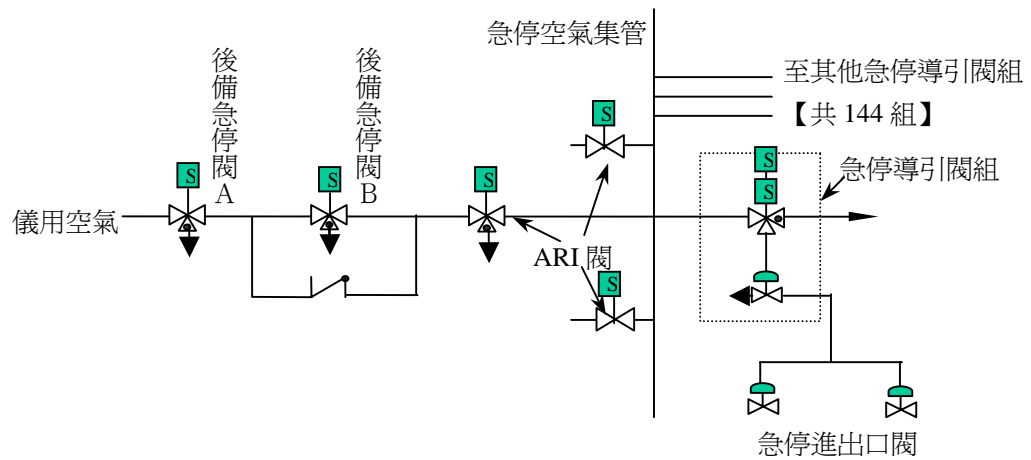 急停空氣集管
後備急停閥A
後備急停閥B
至其他急停導引閥組
【共 144 組】
S
S
急停導引閥組
S
S
S
S
儀用空氣
ARI 閥
S
急停進出口閥